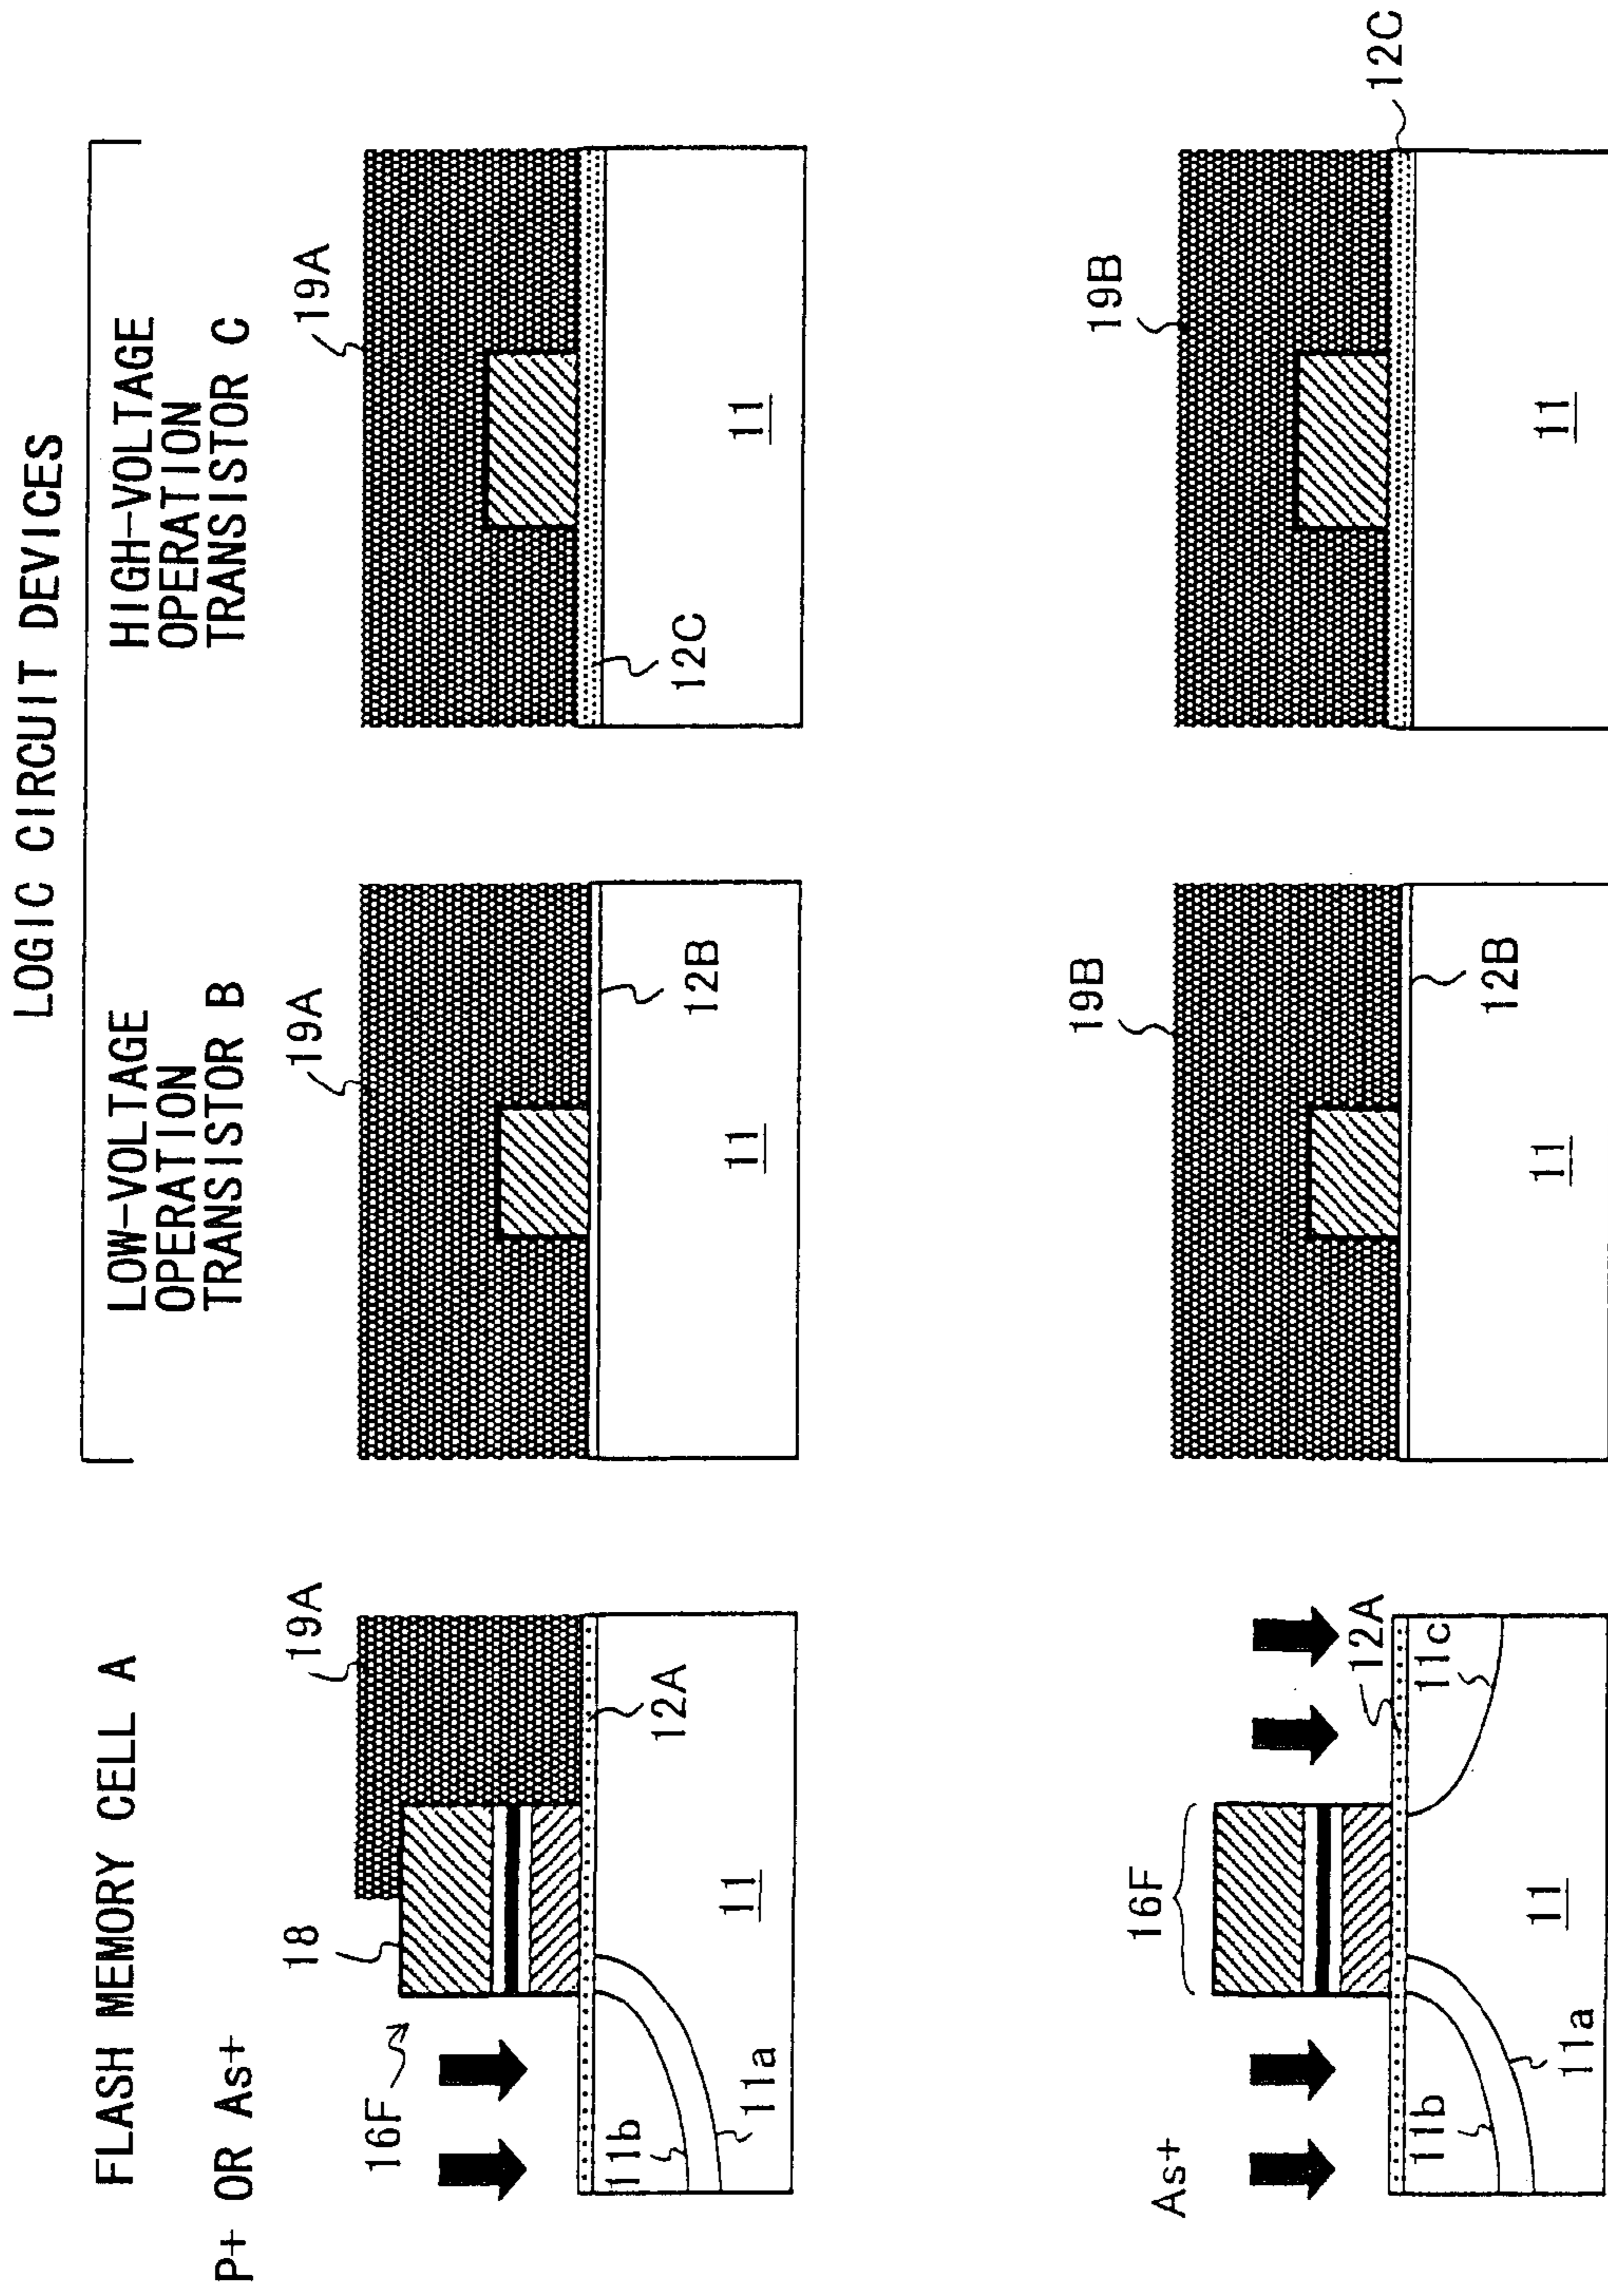 LOGIC CIRCUIT DEVICES
FLASH MEMORY CELL A
LOW-VOLTAGE
OPERATION
TRANSISTOR B
HIGH-VOLTAGE
OPERATION
TRANSISTOR C
P+ OR As+
16F
18
19A
19A
19A
11b
11a
11
12A
11
12B
12C
11
As+
16F
12A
19B
19B
11b
11a
11
11c
11
12B
11
12C